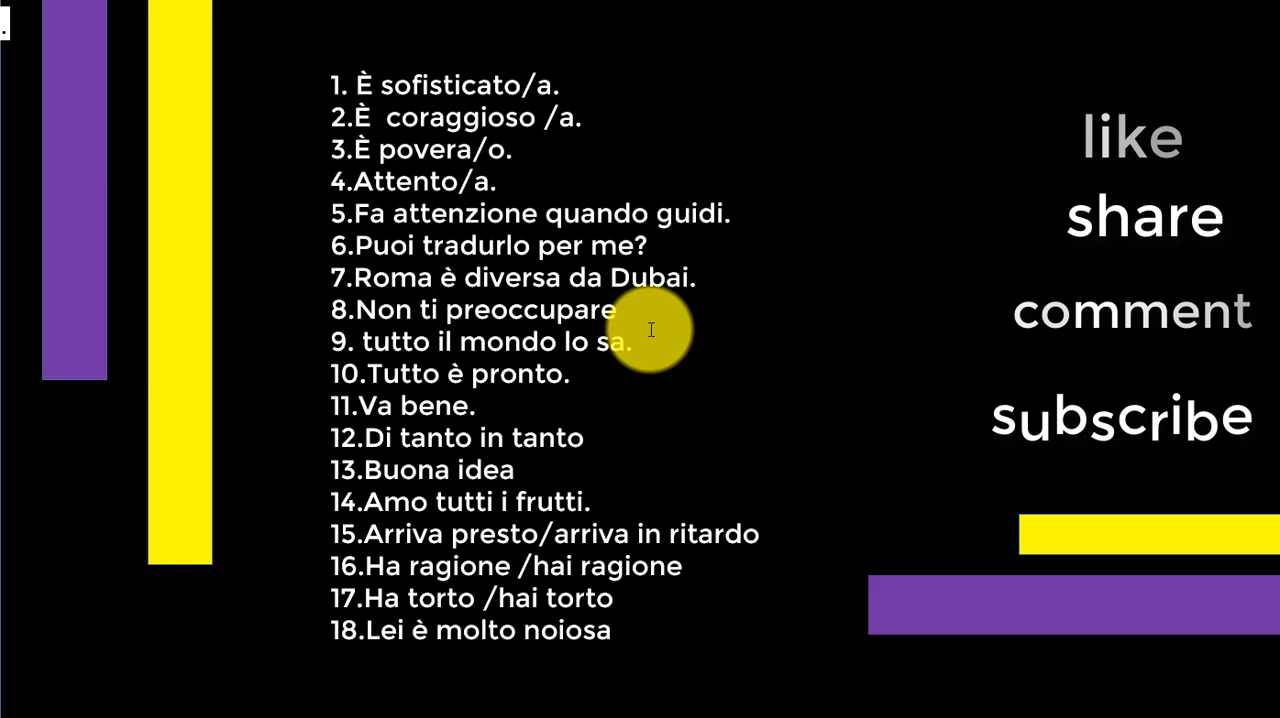 .
1. È sofisticato/a.
2.È  coraggioso /a.
3.È povera/o.
4.Attento/a.
5.Fa attenzione quando guidi.
6.Puoi tradurlo per me?
7.Roma è diversa da Dubai.
8.Non ti preoccupare
9. tutto il mondo lo sa.
10.Tutto è pronto.
11.Va bene.
12.Di tanto in tanto
13.Buona idea
14.Amo tutti i frutti.
15.Arriva presto/arriva in ritardo
16.Ha ragione /hai ragione
17.Ha torto /hai torto
18.Lei è molto noiosa
like
share
comment
subscribe